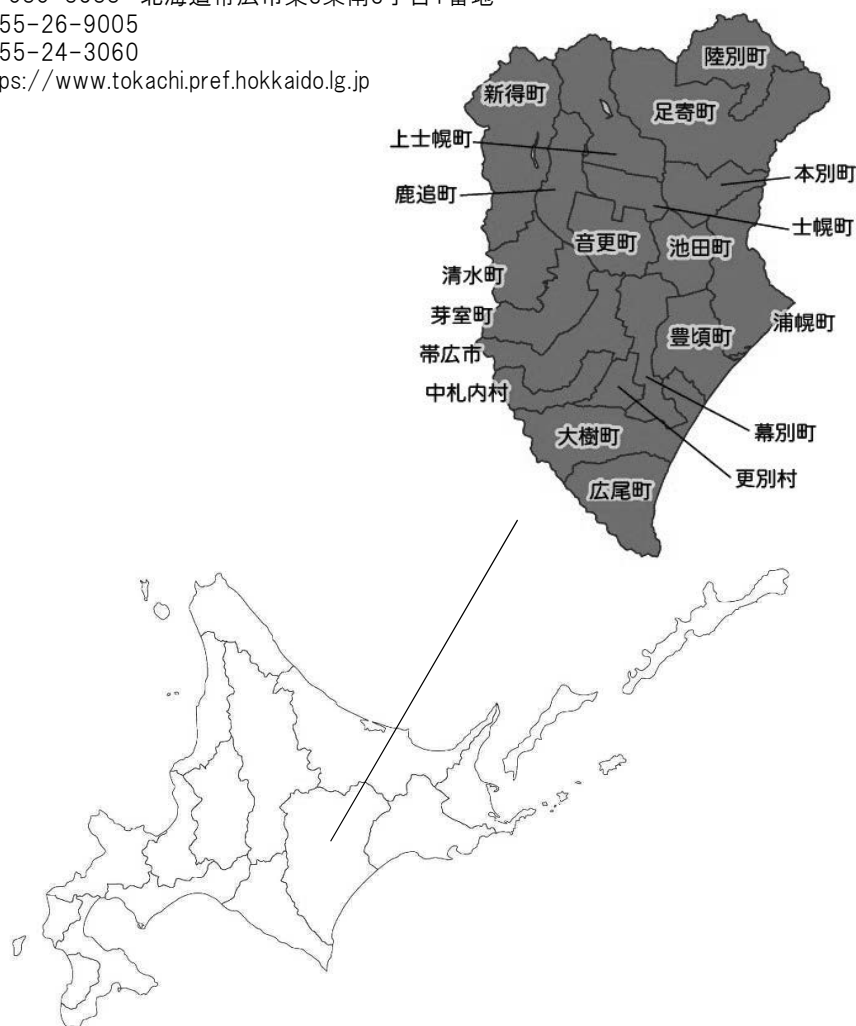 55-26-9005
55-24-3060
ps://www.tokachi.pref.hokkaido.lg.jp
陸別町
新得町
足寄町
上士幌町
本別町
鹿追町
士幌町
音更町
池田町
清水町
芽室町
浦幌町
豊頃町
帯広市
中札内村
幕別町
大樹町
更別村
広尾町